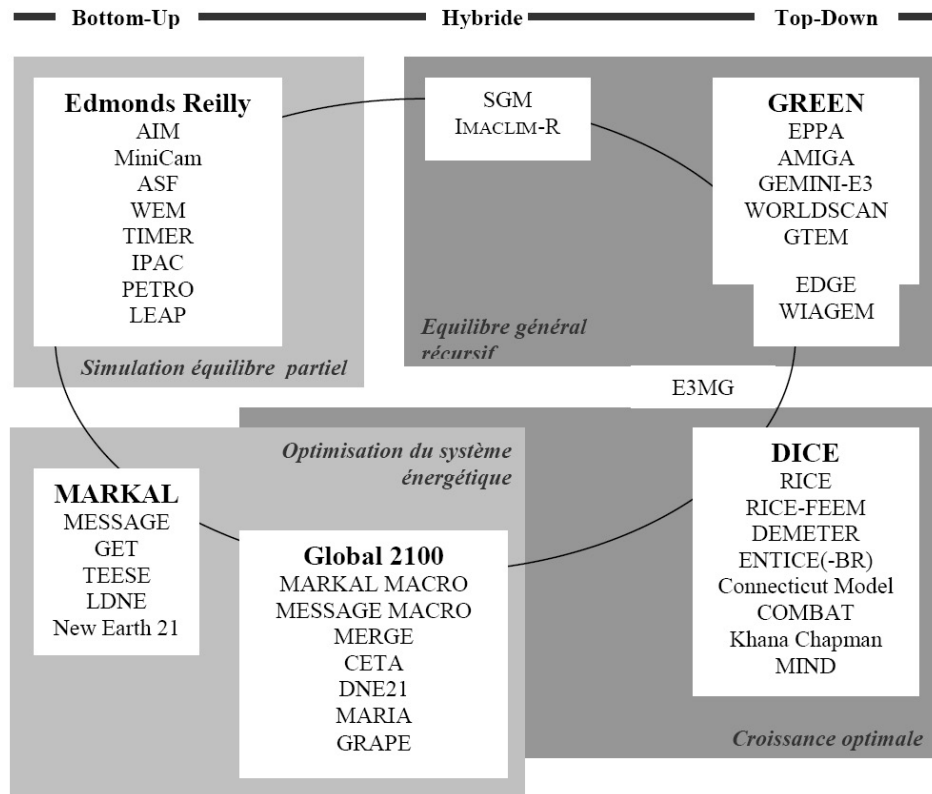 Bottom-Up
Hybride
Top-Down
Edmonds Reilly
AIM
MiniCam
ASF
WEM
TIMER
IPAC
PETRO
LEAP
Simulation équilibre partiel
SGM
IMACLIM-R
GREEN
EPPA
AMIGA
GEMINI-E3
WORLDSCAN
GTEM
EDGE
WIAGEM
Equilibre général
récursif
E3MG
Optimisation du système
énergétique
MARKAL
MESSAGE
GET
TEESE
LDNE
New Earth 21
Global 2100
MARKAL MACRO
MESSAGE MACRO
MERGE
CETA
DNE21
MARIA
GRAPE
DICE
RICE
RICE-FEEM
DEMETER
ENTICE(-BR)
Connecticut Model
COMBAT
Khana Chapman
MIND
Croissance optimale